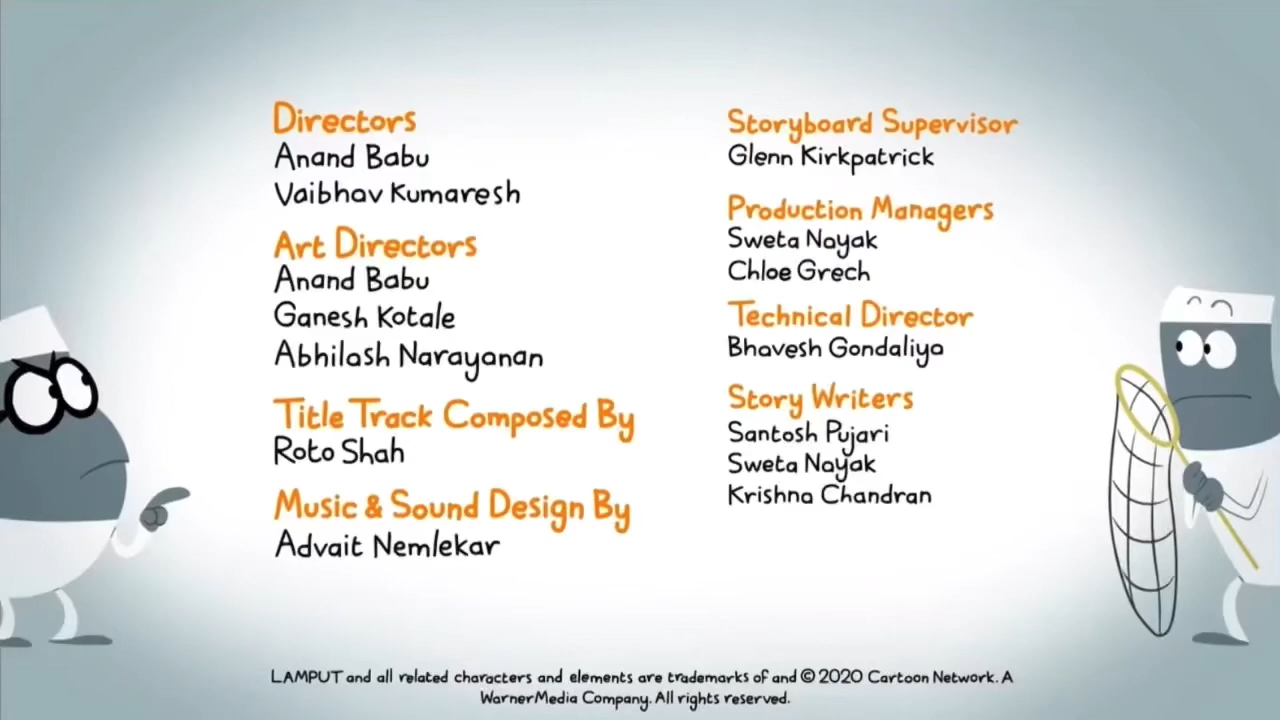 Directors
Anand Babu
Vaibhav Kumaresh
Art Directors
Anand Babu
Ganesh Kotale
Abhilash Narayanan
Title Track Composed By
Roto Shah
Music & Sound Design By
Advait Nemlekar
Storyboard Supervisor
Glenn Kirkpatrick
Production Managers
Sweta Nayak
Chloe Grech
Technical Director
Bhavesh Gondaliya
Story Writers
Santosh Pujari
Sweta Nayak
Krishna Chandran
LAMPUT and all related characters and elements are trademarks of and © 2020 Cartoon Network. A
WarnerMedia Company. All rights reserved.